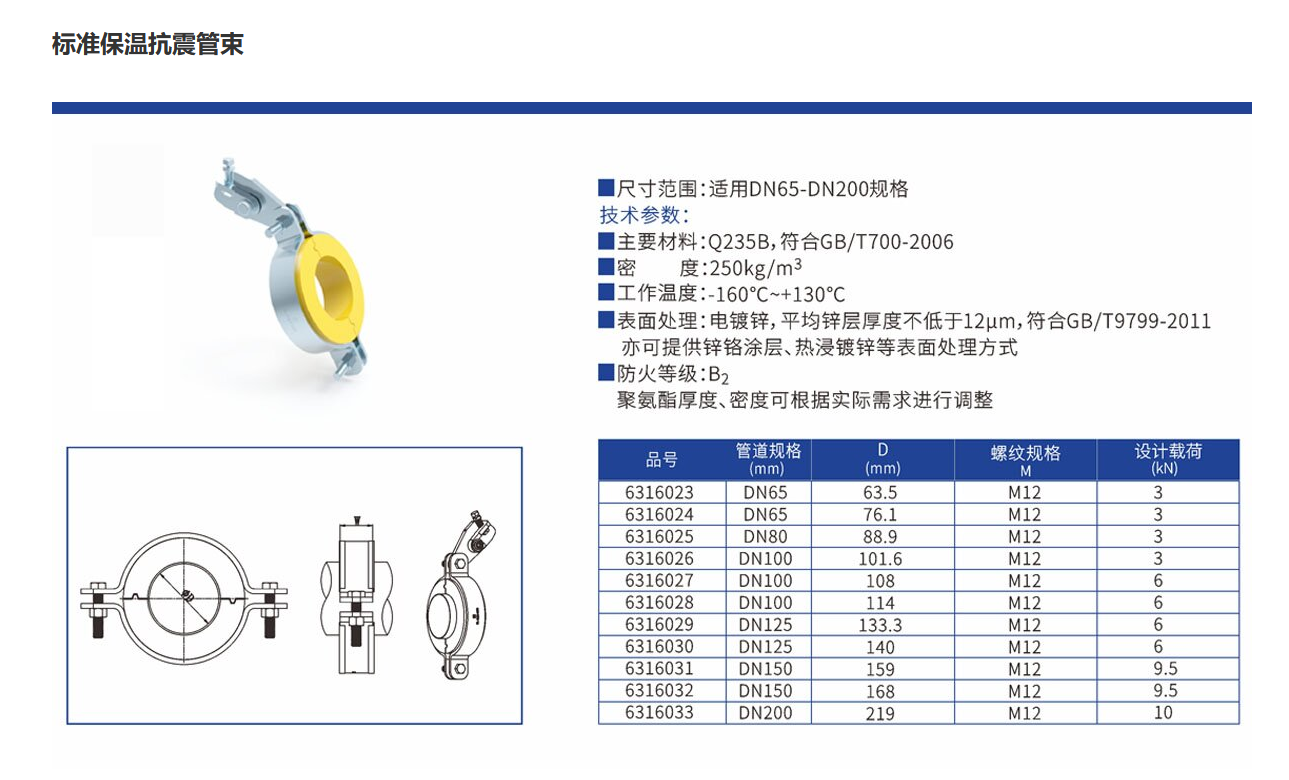 标准保温抗震管束
尺寸范围：适用DN65-DN200规格
技术参数：
主要材料：Q235B，符合GB/T700-2006
密　　度：250kg/m³
工作温度：-160℃~+130℃
表面处理：电镀锌，平均锌层厚度不低于12μm，符合GB/T9799-2011
亦可提供锌铬涂层、热浸镀锌等表面处理方式
防火等级：B₂
聚氨酯厚度、密度可根据实际需求进行调整
品号 管道规格(mm) D(mm) 螺纹规格M 设计载荷(kN)
6316023 DN65 63.5 M12 3
6316024 DN65 76.1 M12 3
6316025 DN80 88.9 M12 3
6316026 DN100 101.6 M12 3
6316027 DN100 108 M12 6
6316028 DN100 114 M12 6
6316029 DN125 133.3 M12 6
6316030 DN125 140 M12 6
6316031 DN150 159 M12 9.5
6316032 DN150 168 M12 9.5
6316033 DN200 219 M12 10